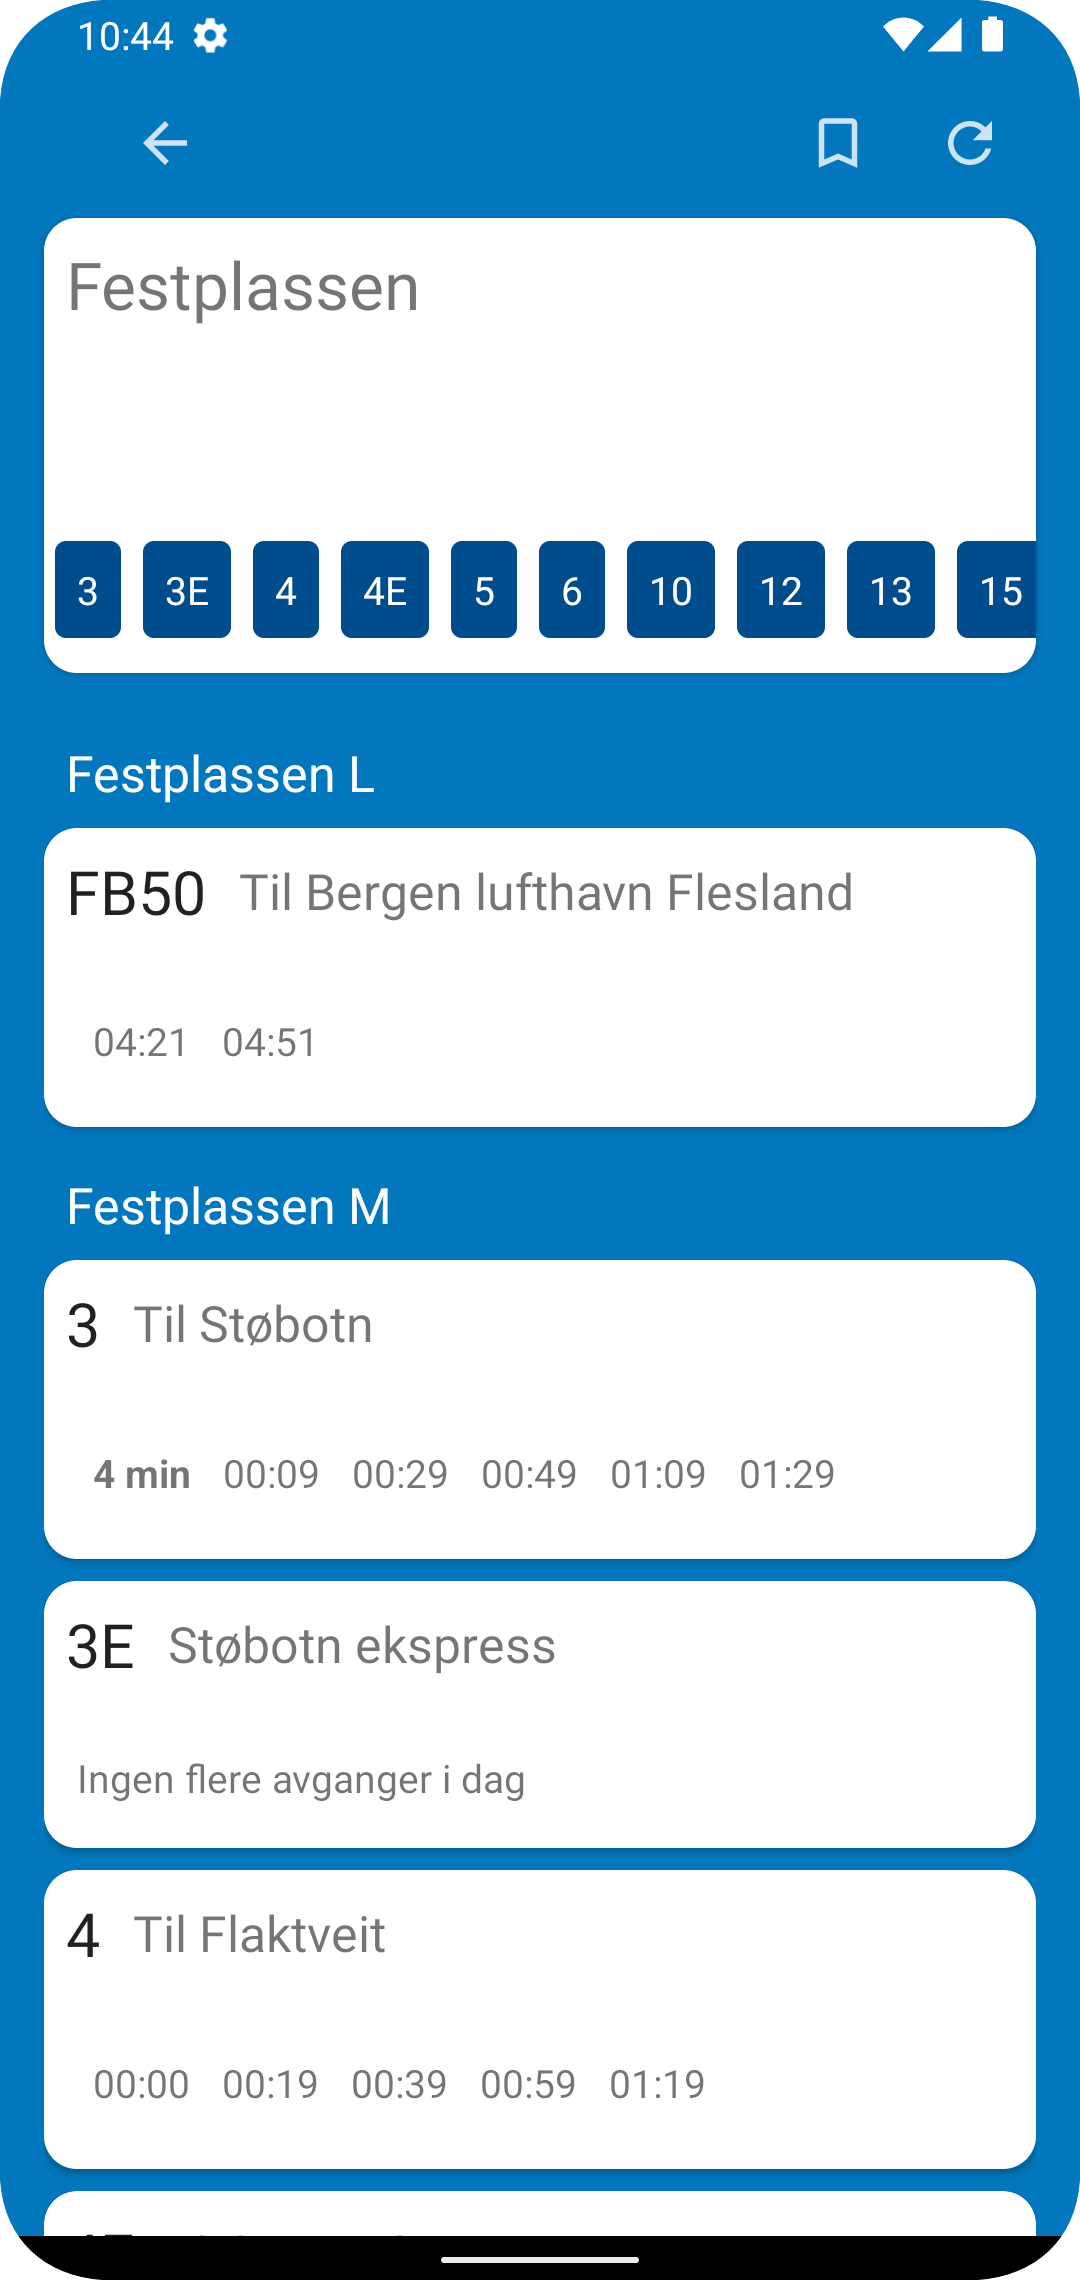 10:44
Festplassen
3 3E 4 4E 5 6 10 12 13 15
Festplassen L
FB50 Til Bergen lufthavn Flesland
04:21 04:51
Festplassen M
3 Til Støbotn
4 min 00:09 00:29 00:49 01:09 01:29
3E Støbotn ekspress
Ingen flere avganger i dag
4 Til Flaktveit
00:00 00:19 00:39 00:59 01:19